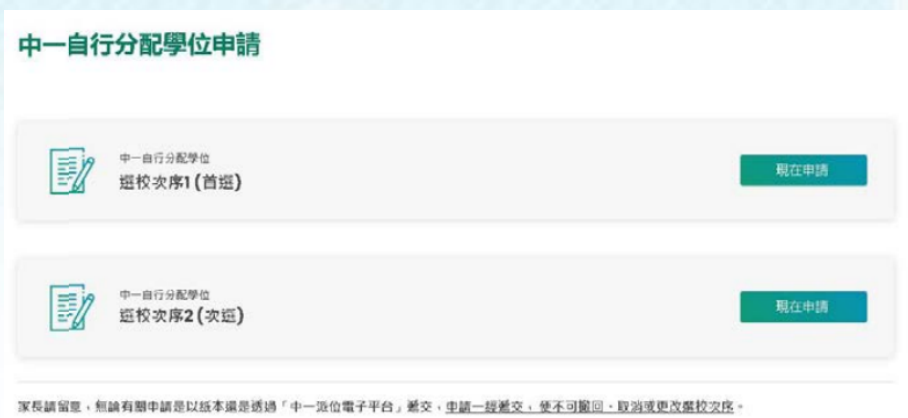 中一自行分配學位申請
中一自行分配學位
選校次序1 (首選)
現在申請
中一自行分配學位
選校次序2 (次選)
現在申請
家長請留意，無論有關申請是以紙本還是透過「中一派位電子平台」遞交，申請一經遞交，便不可撤回、取消或更改選校次序。